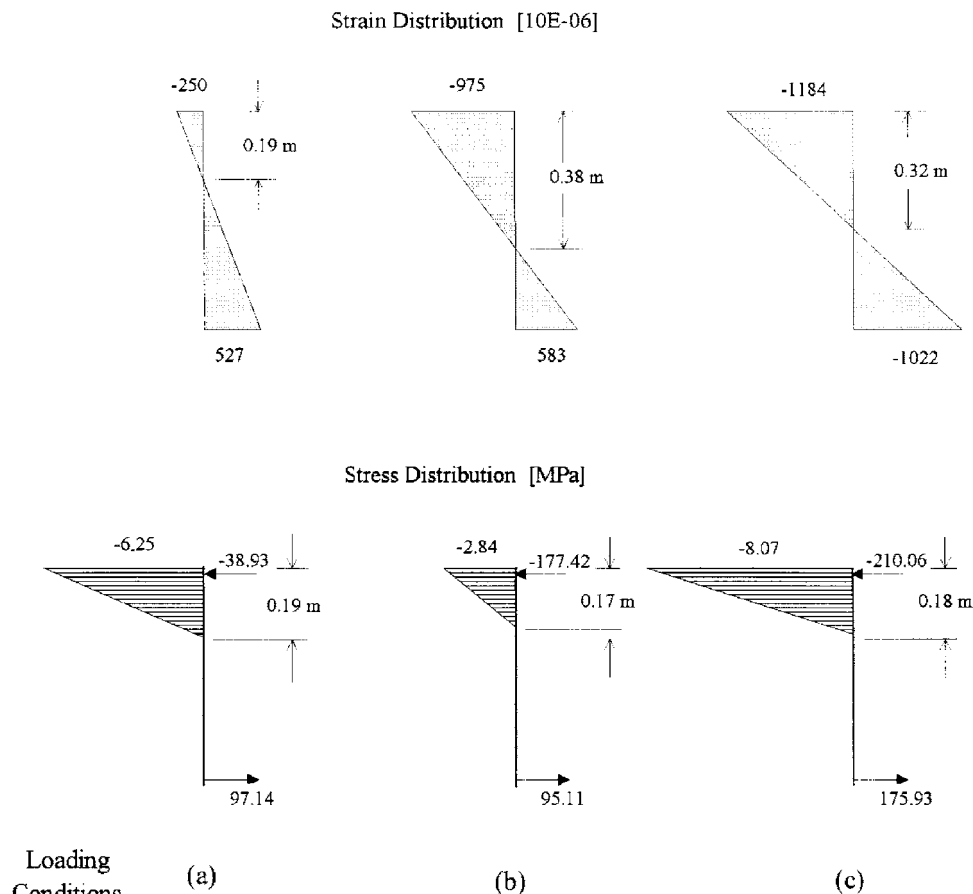 Strain Distribution [10E-06]
-250
-975
-1184
0.19 m
0.38 m
0.32 m
527
583
-1022
Stress Distribution [MPa]
-6.25
-38.93
-2.84
-177.42
-8.07
-210.06
0.19 m
0.17 m
0.18 m
97.14
95.11
175.93
Loading
Conditions
(a)
(b)
(c)